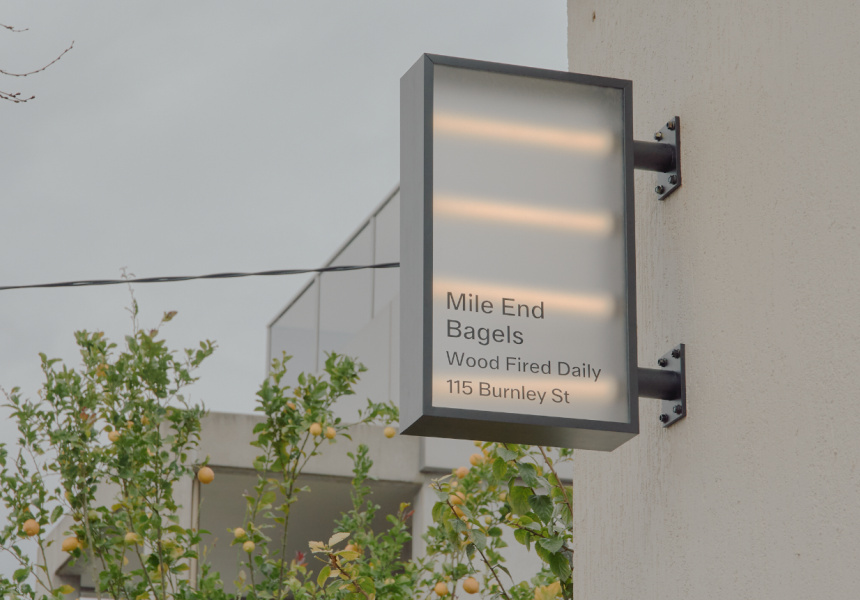 Mile End
Bagels
Wood Fired Daily
115 Burnley St